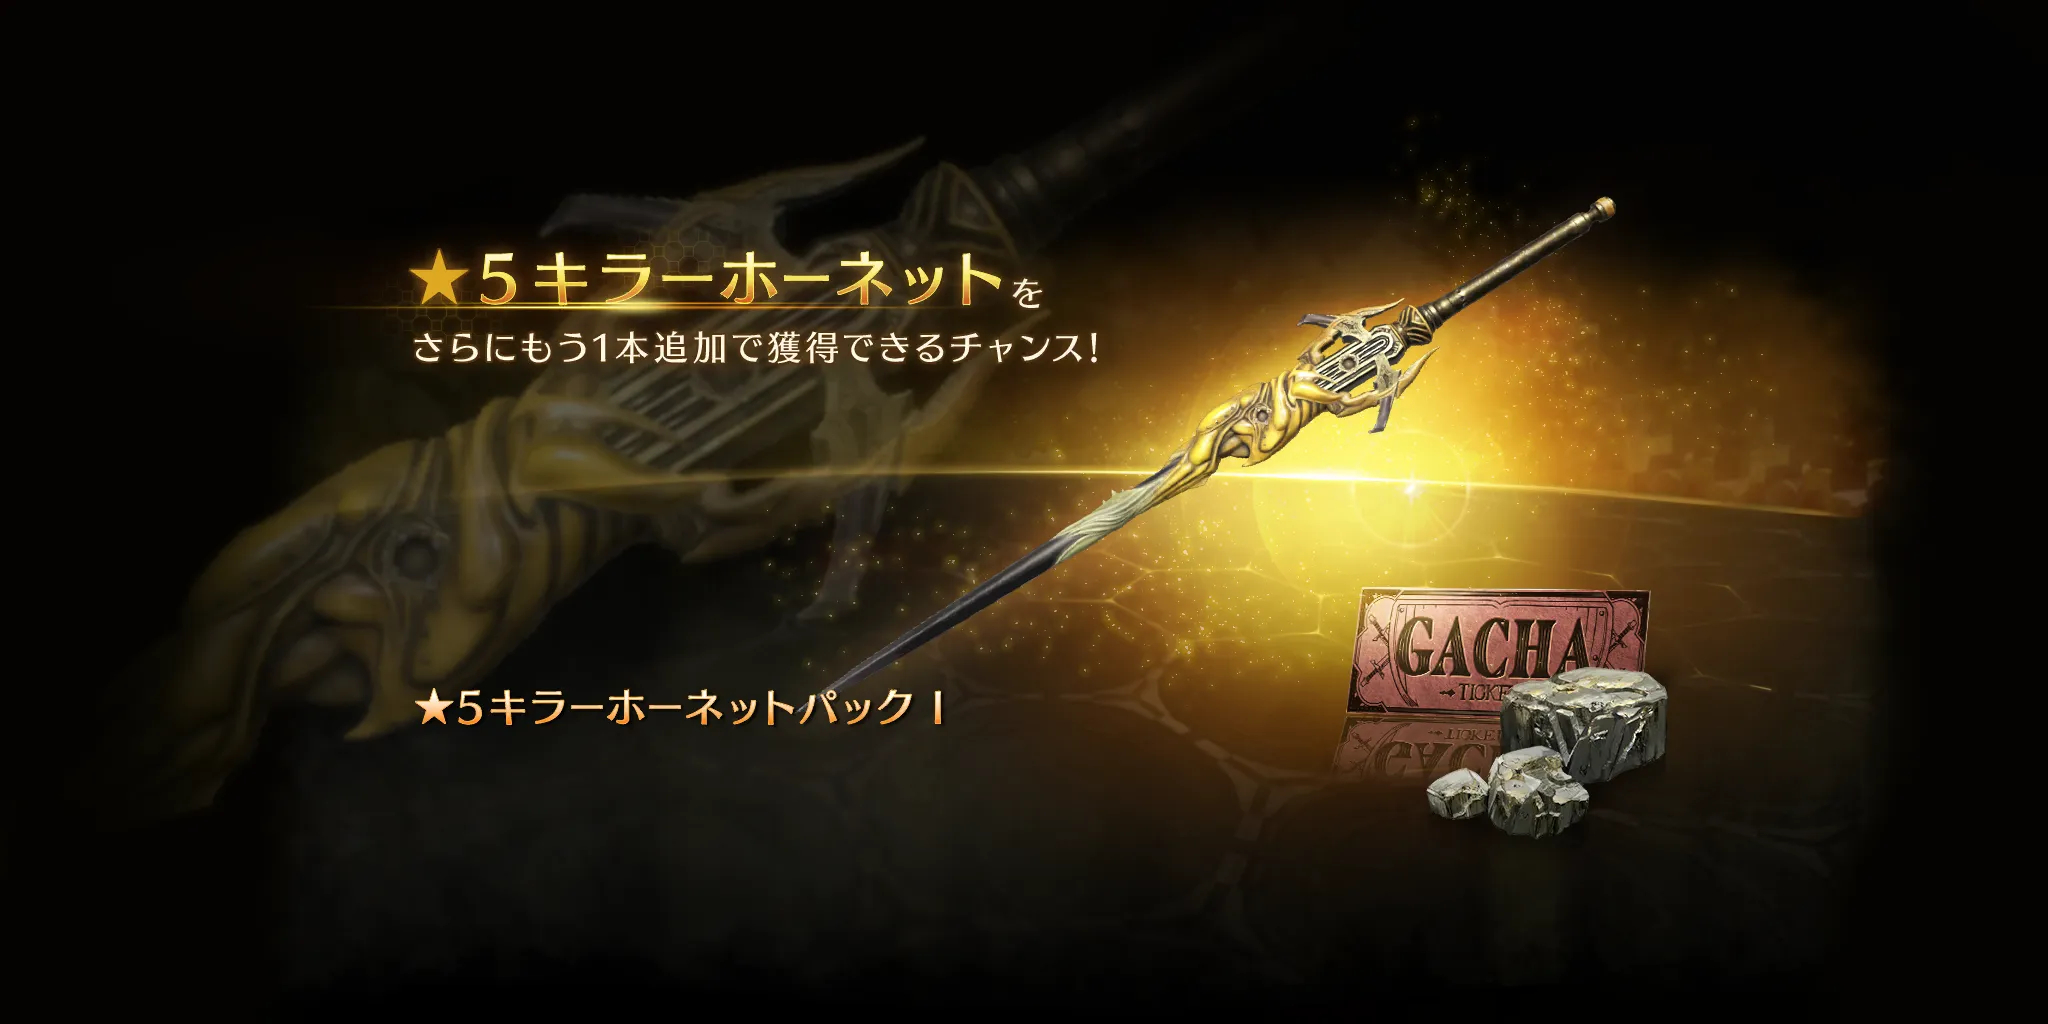 ★5キラーホーネットを
さらにもう1本追加で獲得できるチャンス!
GACHA
TICKE
★5キラーホーネットパック I